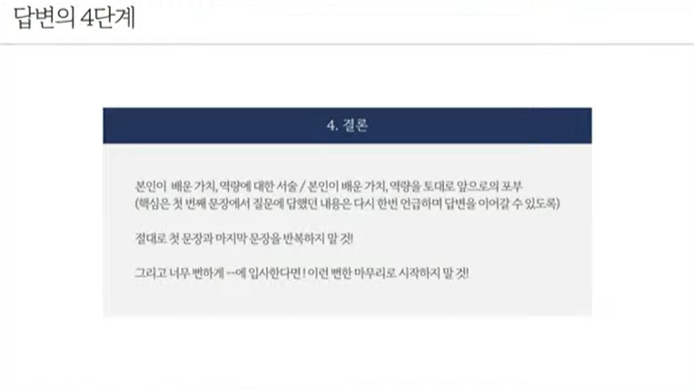 답변의 4단계
4. 결론
본인이 배운 가치, 역량에 대한 서술 / 본인이 배운 가치, 역량을 토대로 앞으로의 포부
(핵심은 첫 번째 문장에서 질문에 답했던 내용은 다시 한번 언급하며 답변을 이어갈 수 있도록)
절대로 첫 문장과 마지막 문장을 반복하지 말 것!
그리고 너무 뻔하게 --에 입사한다면! 이런 뻔한 마무리로 시작하지 말 것!